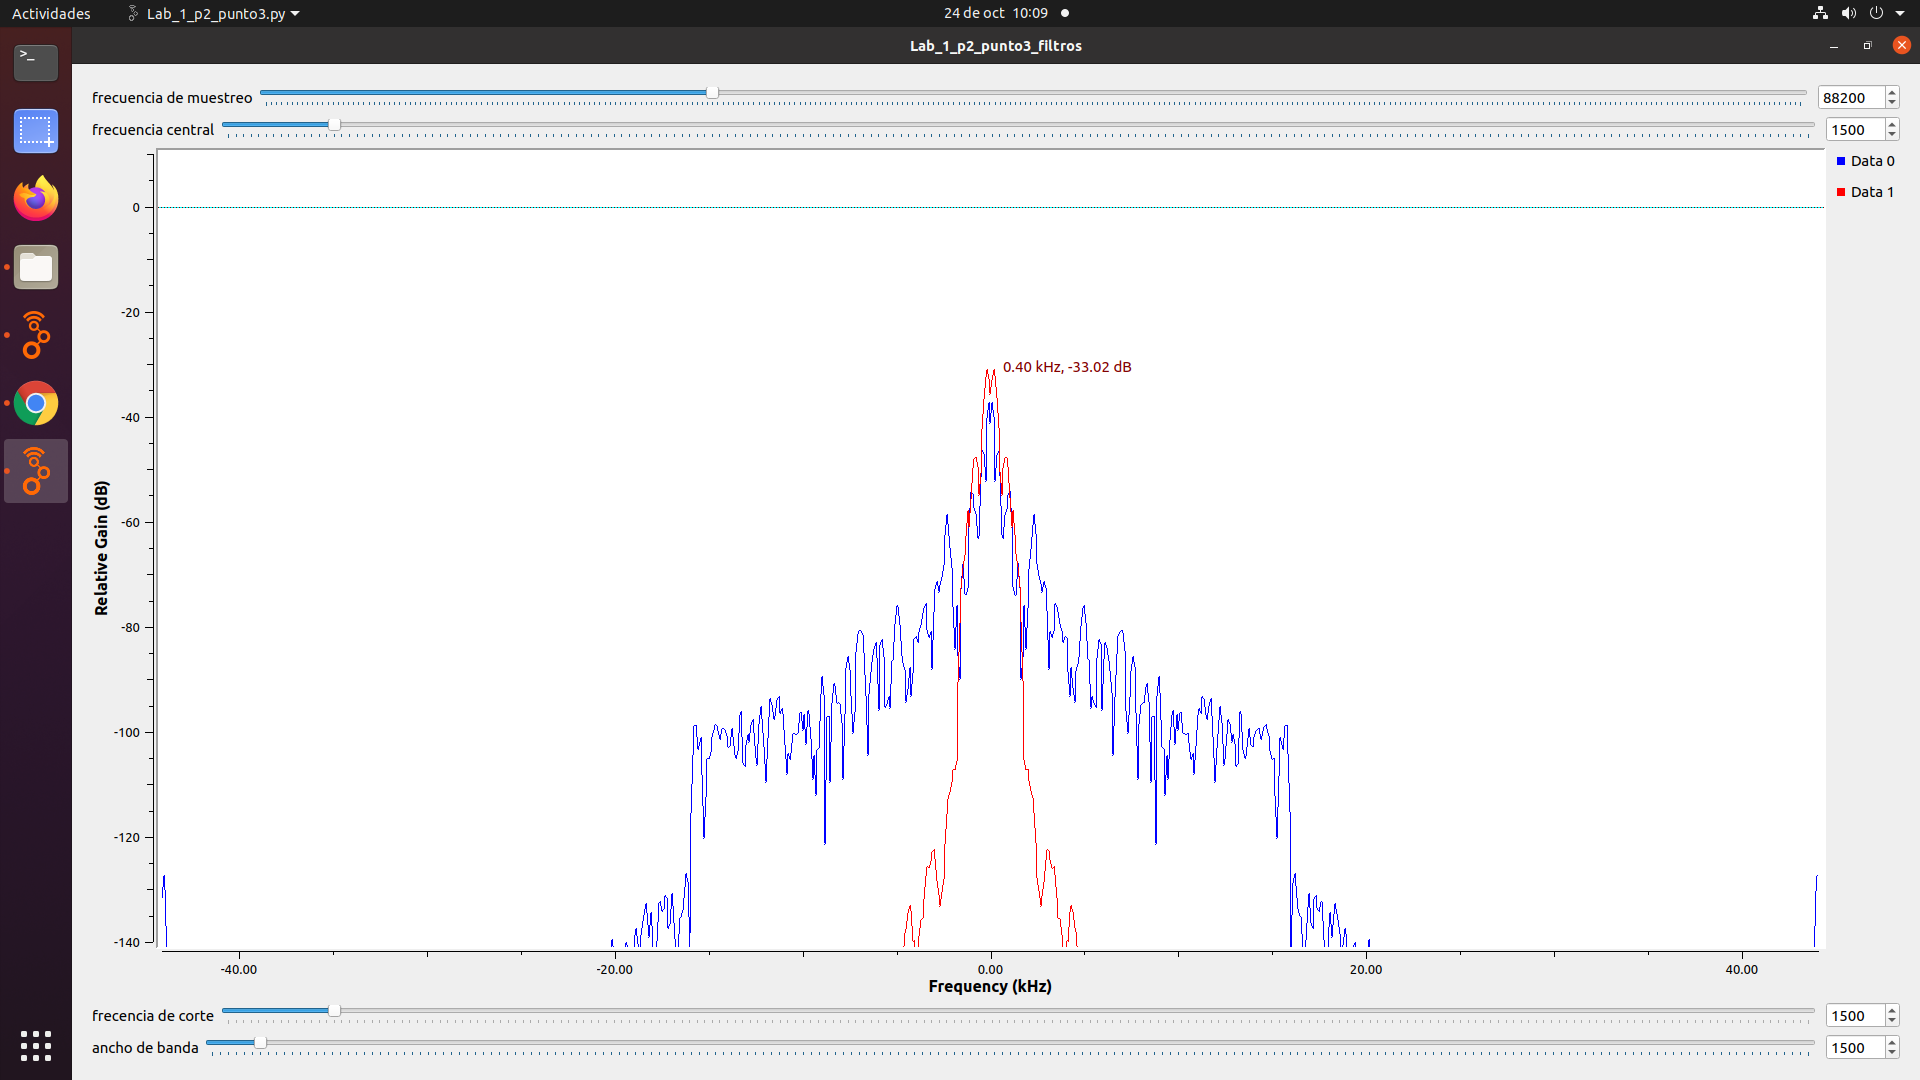 Actividades
Lab_1_p2_punto3.py
24 de oct 10:09
Lab_1_p2_punto3_filtros
>_
frecuencia de muestreo
88200
frecuencia central
1500
Data 0
Data 1
0
-20
-40
-60
-80
-100
-120
-140
Relative Gain (dB)
0.40 kHz, -33.02 dB
-40.00
-20.00
0.00
20.00
40.00
Frequency (kHz)
frecencia de corte
1500
ancho de banda
1500